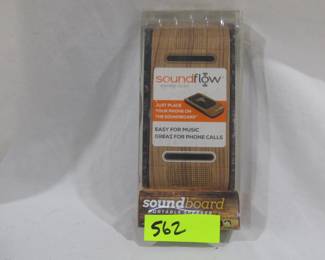 soundflow
JUST PLACE
YOUR PHONE ON
THE SOUNDBOARD
EASY FOR MUSIC
GREAT FOR PHONE CALLS
soundboard
PORTABLE SPEAKER
562